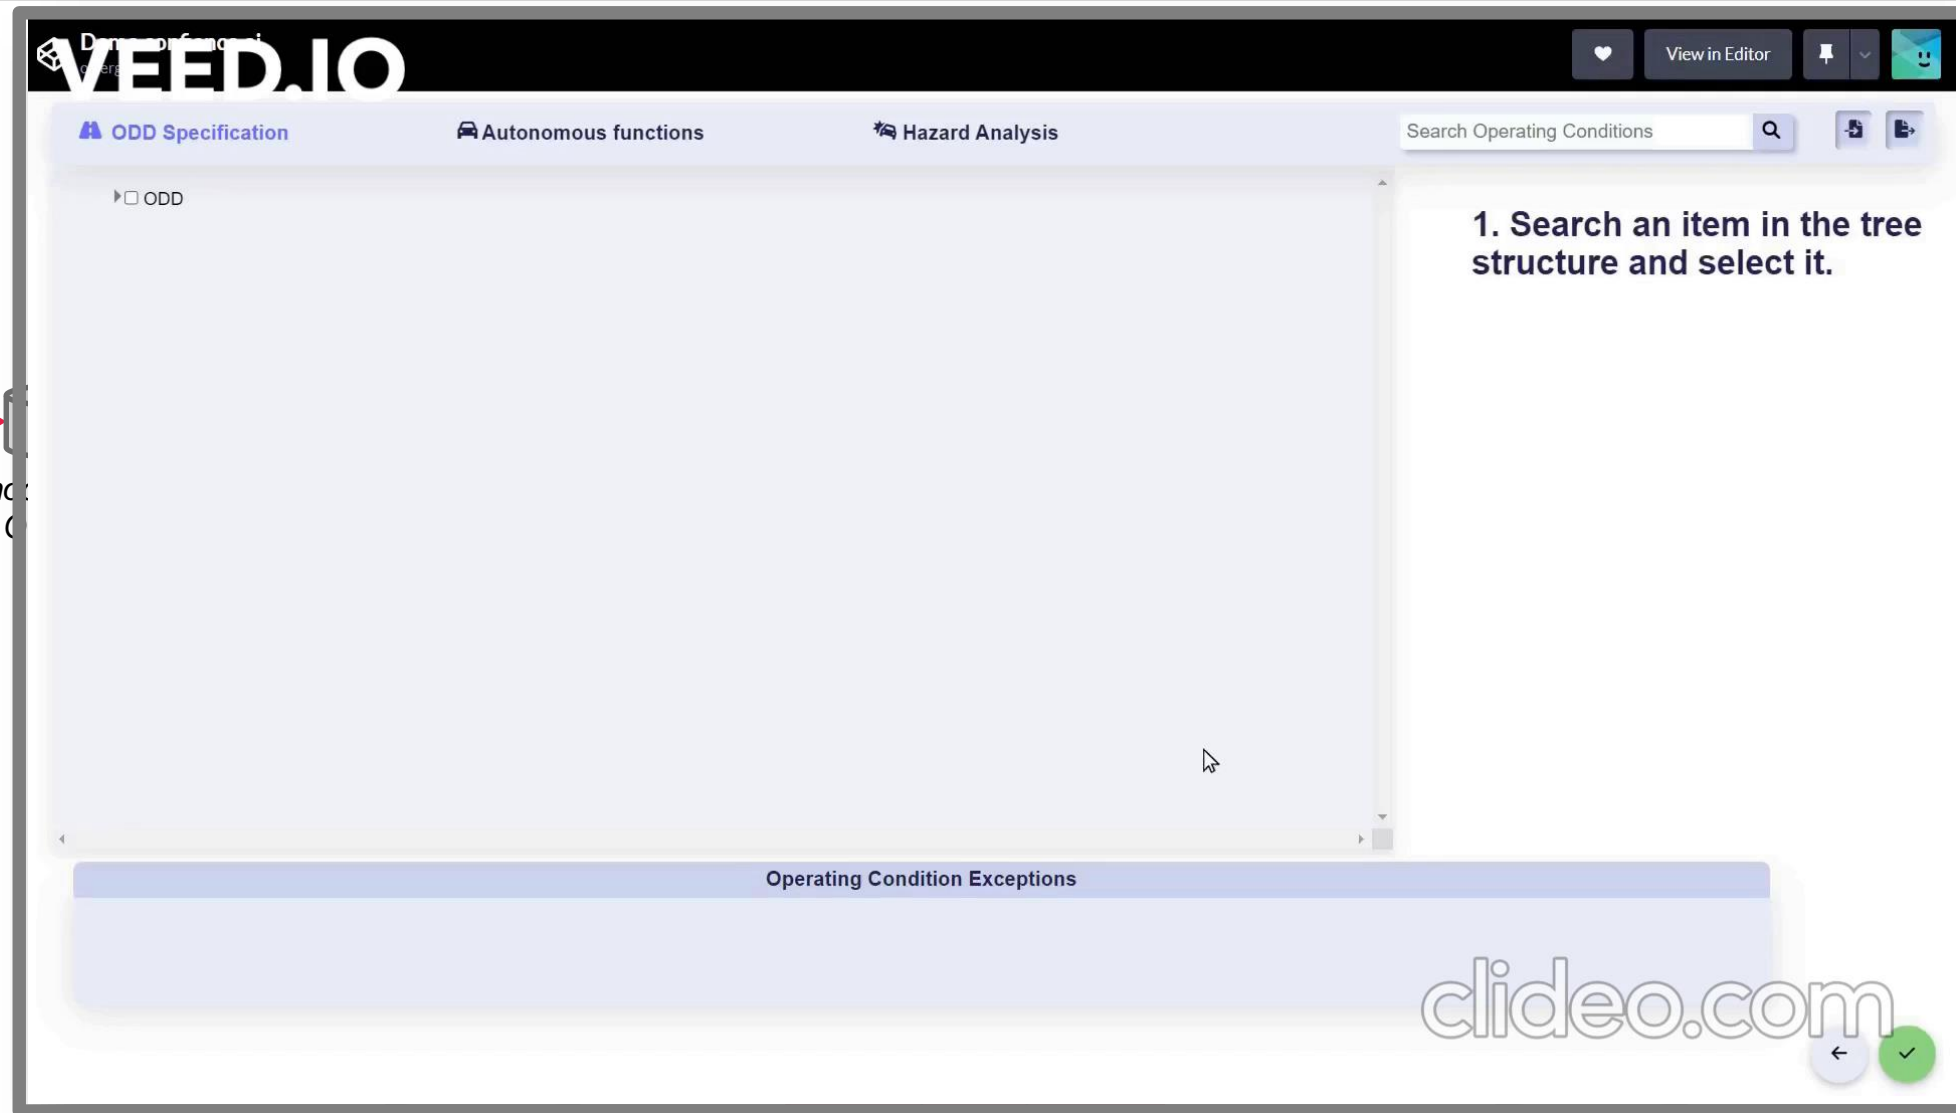 VEED.IO
View in Editor
ODD Specification
Autonomous functions
Hazard Analysis
Search Operating Conditions
ODD
1. Search an item in the tree
structure and select it.
Operating Condition Exceptions
clideo.com